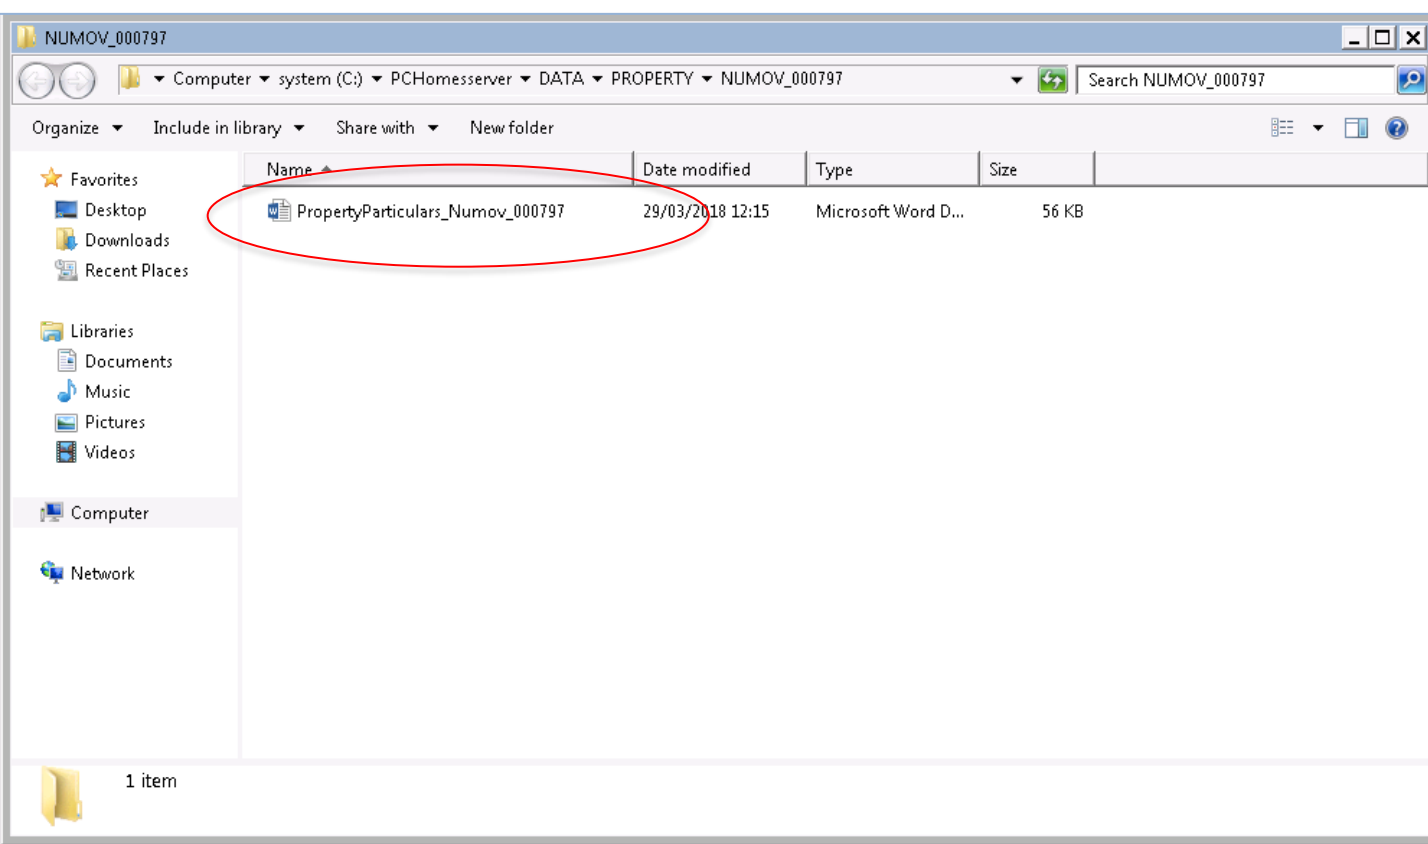 NUMOV_000797
Computer system (C:) PCHomesserver DATA PROPERTY NUMOV_000797 Search NUMOV_000797
Organize Include in library Share with New folder
Name Date modified Type Size
PropertyParticulars_Numov_000797 29/03/2018 12:15 Microsoft Word D... 56 KB
Favorites
Desktop
Downloads
Recent Places
Libraries
Documents
Music
Pictures
Videos
Computer
Network
1 item